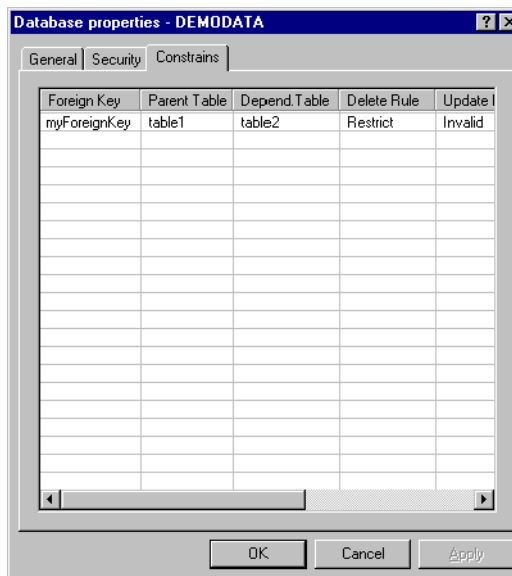 Database properties - DEMODATA
General Security Constrains
Foreign Key Parent Table Depend.Table Delete Rule Update
myForeignKey table1 table2 Restrict Invalid
OK Cancel Apply